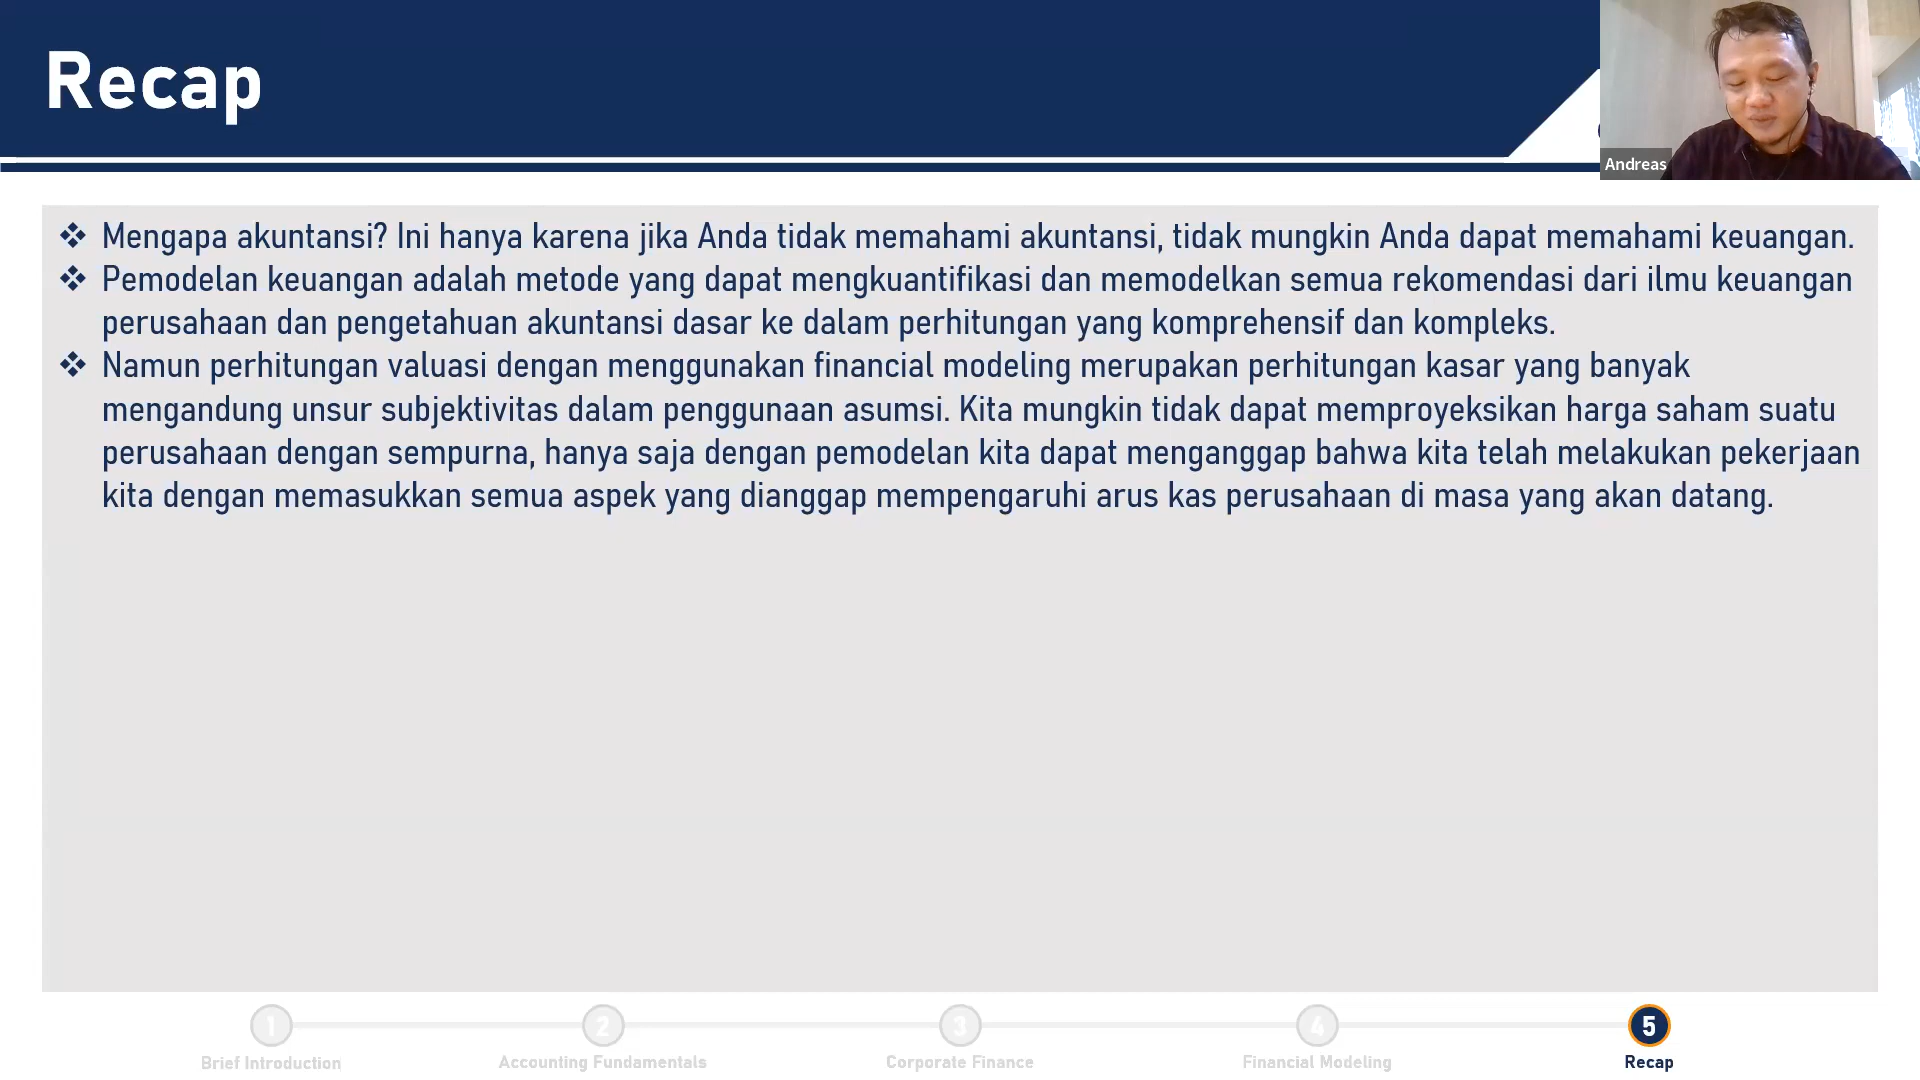 Recap
Andreas
❖ Mengapa akuntansi? Ini hanya karena jika Anda tidak memahami akuntansi, tidak mungkin Anda dapat memahami keuangan.
❖ Pemodelan keuangan adalah metode yang dapat mengkuantifikasi dan memodelkan semua rekomendasi dari ilmu keuangan
perusahaan dan pengetahuan akuntansi dasar ke dalam perhitungan yang komprehensif dan kompleks.
❖ Namun perhitungan valuasi dengan menggunakan financial modeling merupakan perhitungan kasar yang banyak
mengandung unsur subjektivitas dalam penggunaan asumsi. Kita mungkin tidak dapat memproyeksikan harga saham suatu
perusahaan dengan sempurna, hanya saja dengan pemodelan kita dapat menganggap bahwa kita telah melakukan pekerjaan
kita dengan memasukkan semua aspek yang dianggap mempengaruhi arus kas perusahaan di masa yang akan datang.
1 2 3 4 5
Brief Introduction Accounting Fundamentals Corporate Finance Financial Modeling Recap